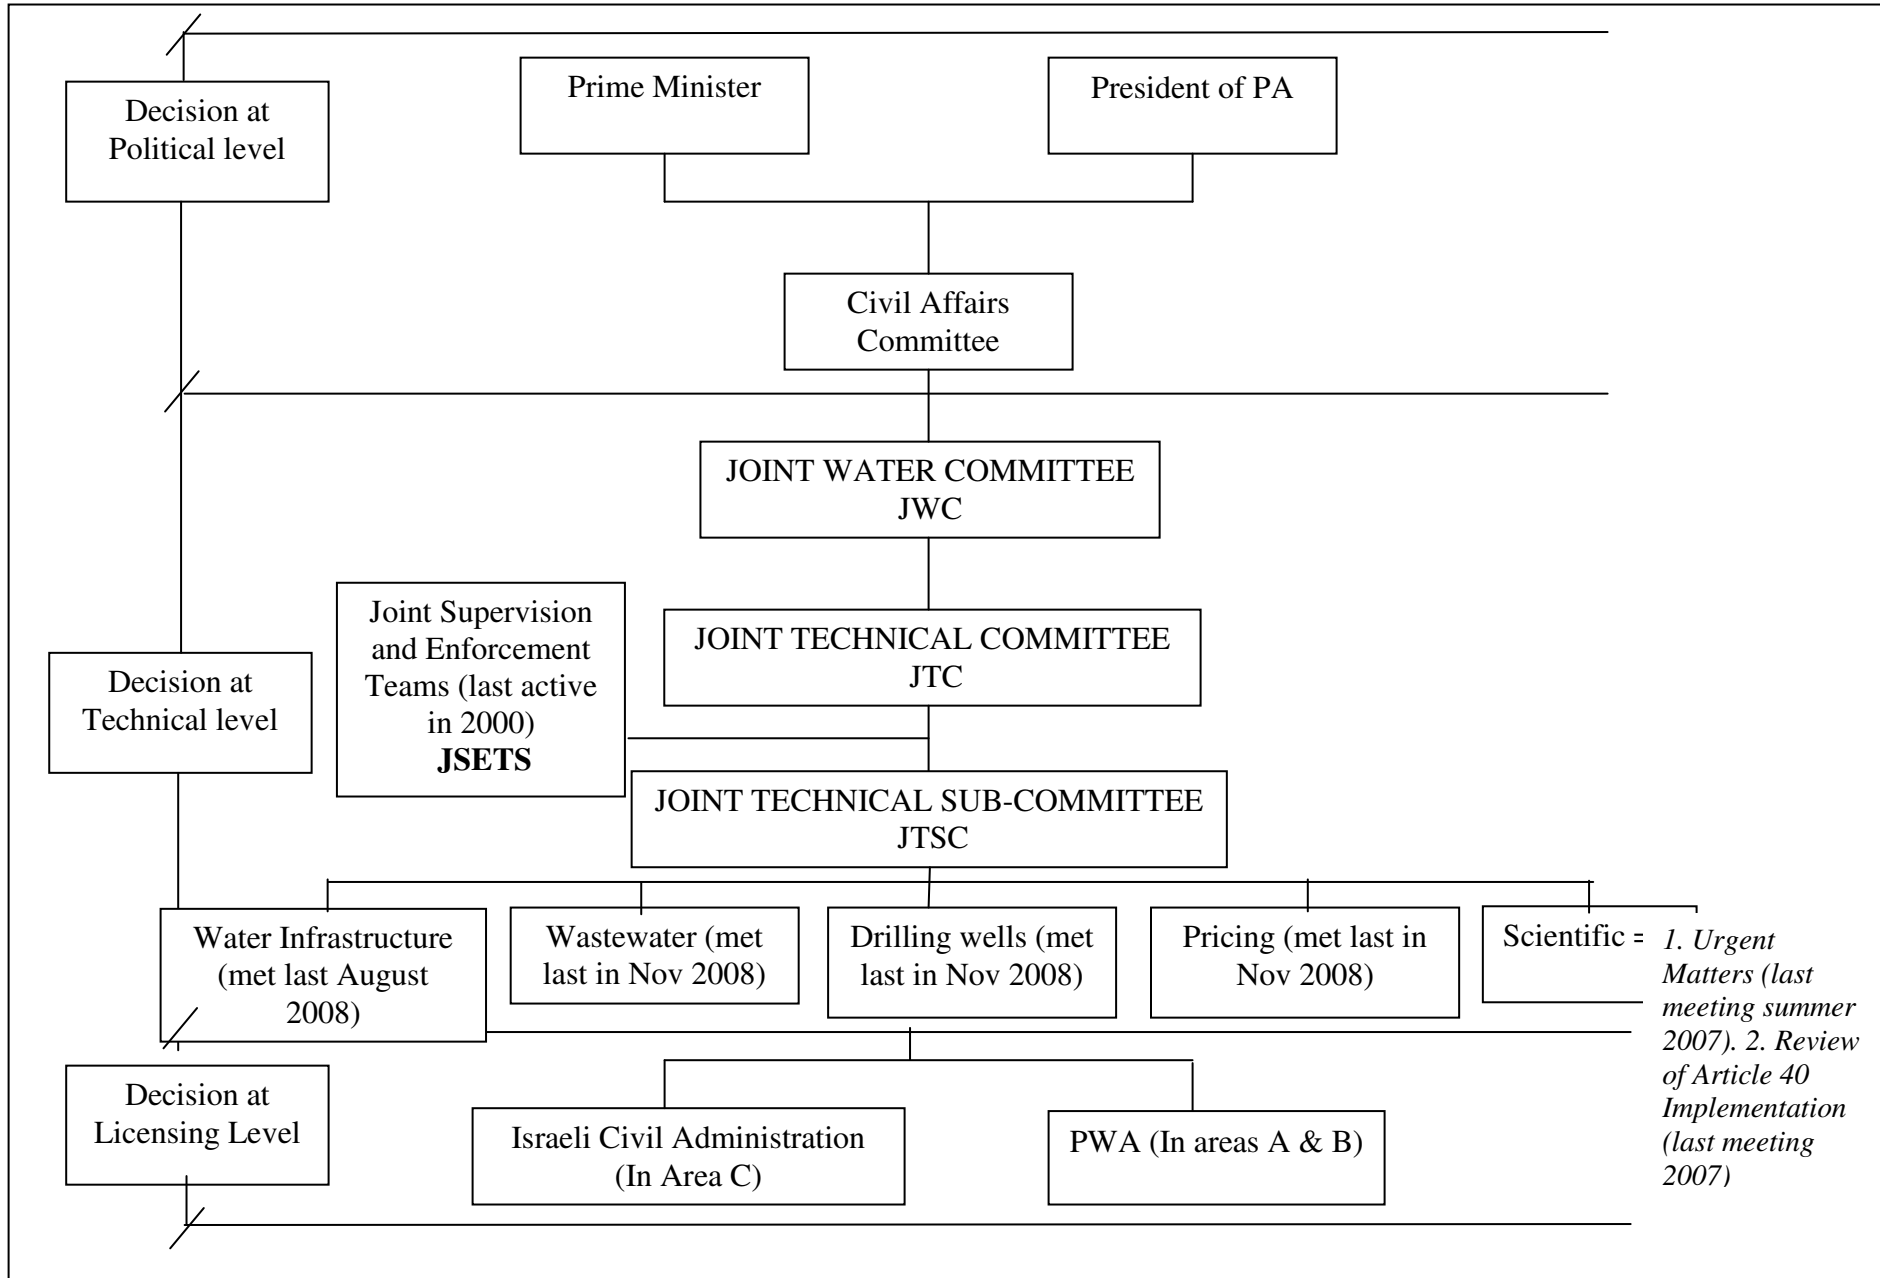 Decision at
Political level
Prime Minister
President of PA
Civil Affairs
Committee
JOINT WATER COMMITTEE
JWC
Joint Supervision
and Enforcement
Teams (last active
in 2000)
JSETS
JOINT TECHNICAL COMMITTEE
JTC
Decision at
Technical level
JOINT TECHNICAL SUB-COMMITTEE
JTSC
Water Infrastructure
(met last August
2008)
Wastewater (met
last in Nov 2008)
Drilling wells (met
last in Nov 2008)
Pricing (met last in
Nov 2008)
Scientific =
1. Urgent
Matters (last
meeting summer
2007). 2. Review
of Article 40
Implementation
(last meeting
2007)
Decision at
Licensing Level
Israeli Civil Administration
(In Area C)
PWA (In areas A & B)